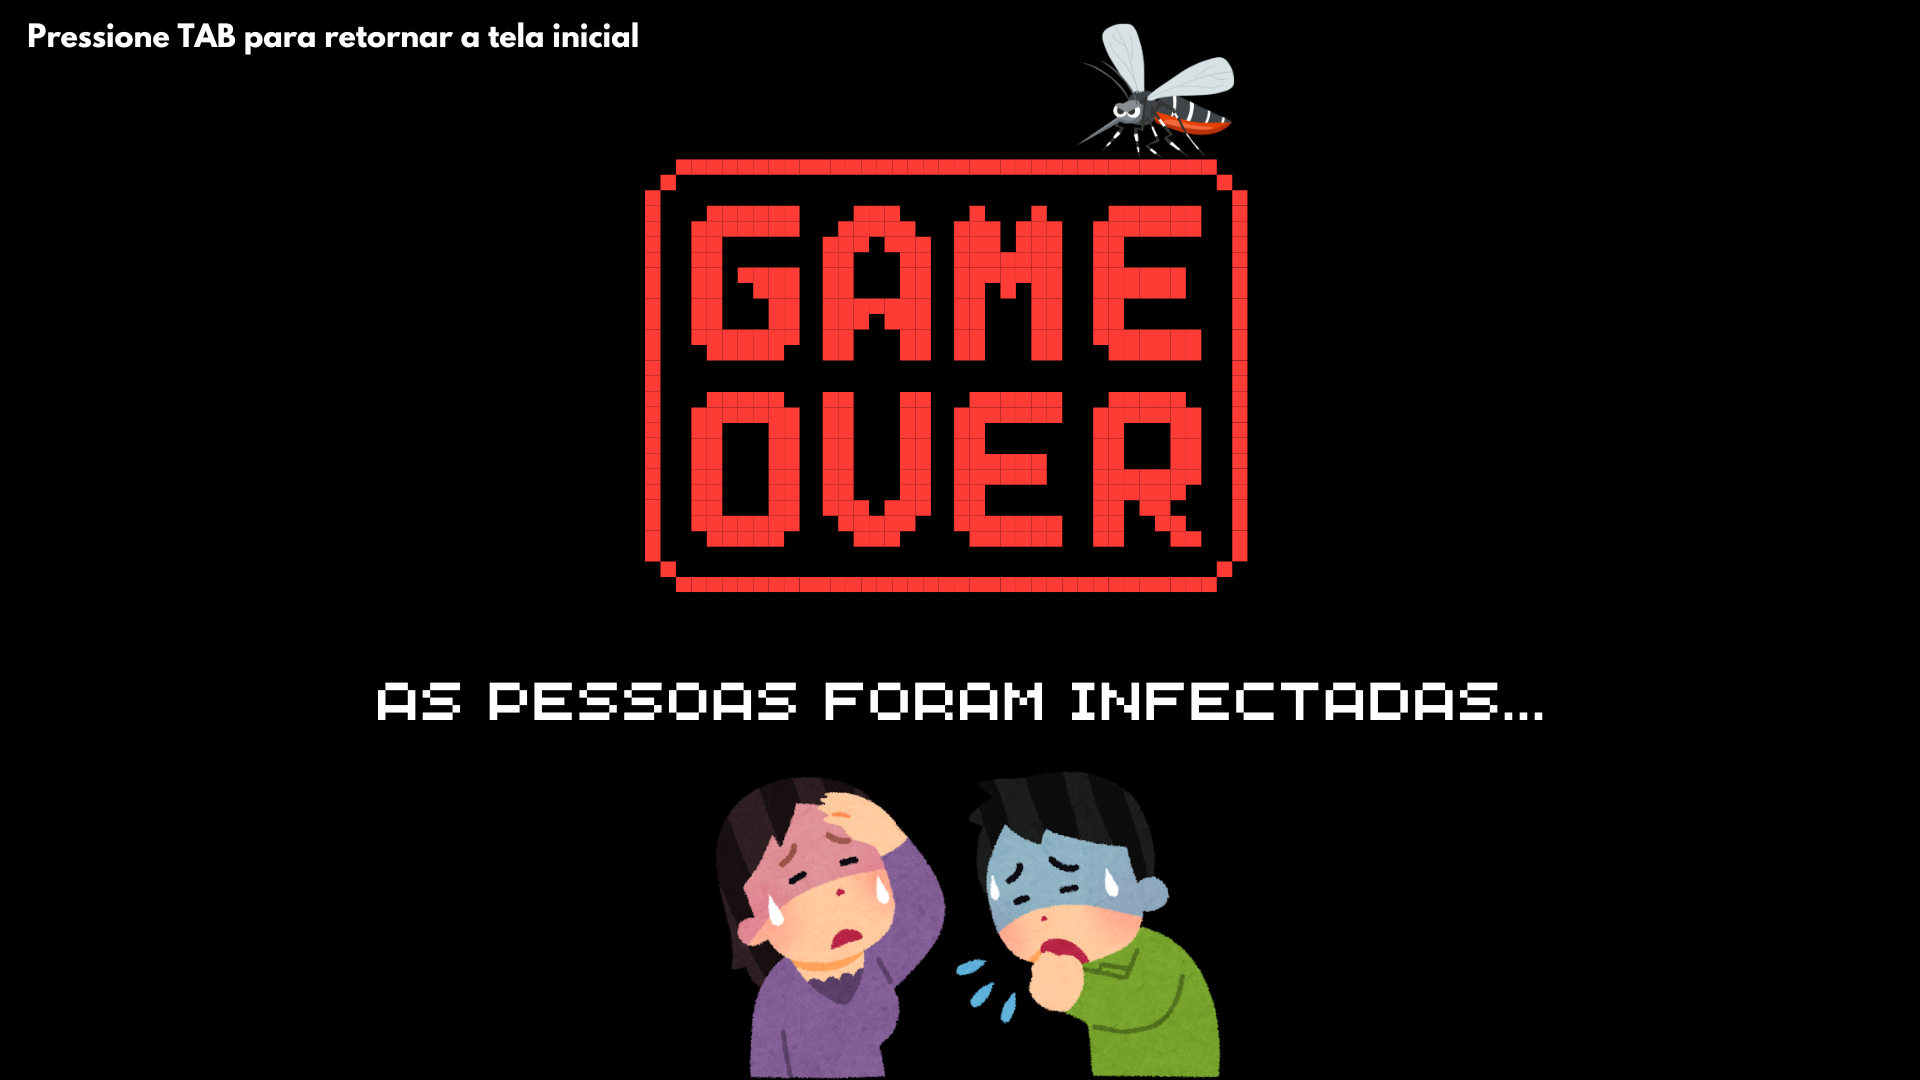 Pressione TAB para retornar a tela inicial
GAME
OVER
AS PESSOAS FORAM INFECTADAS...